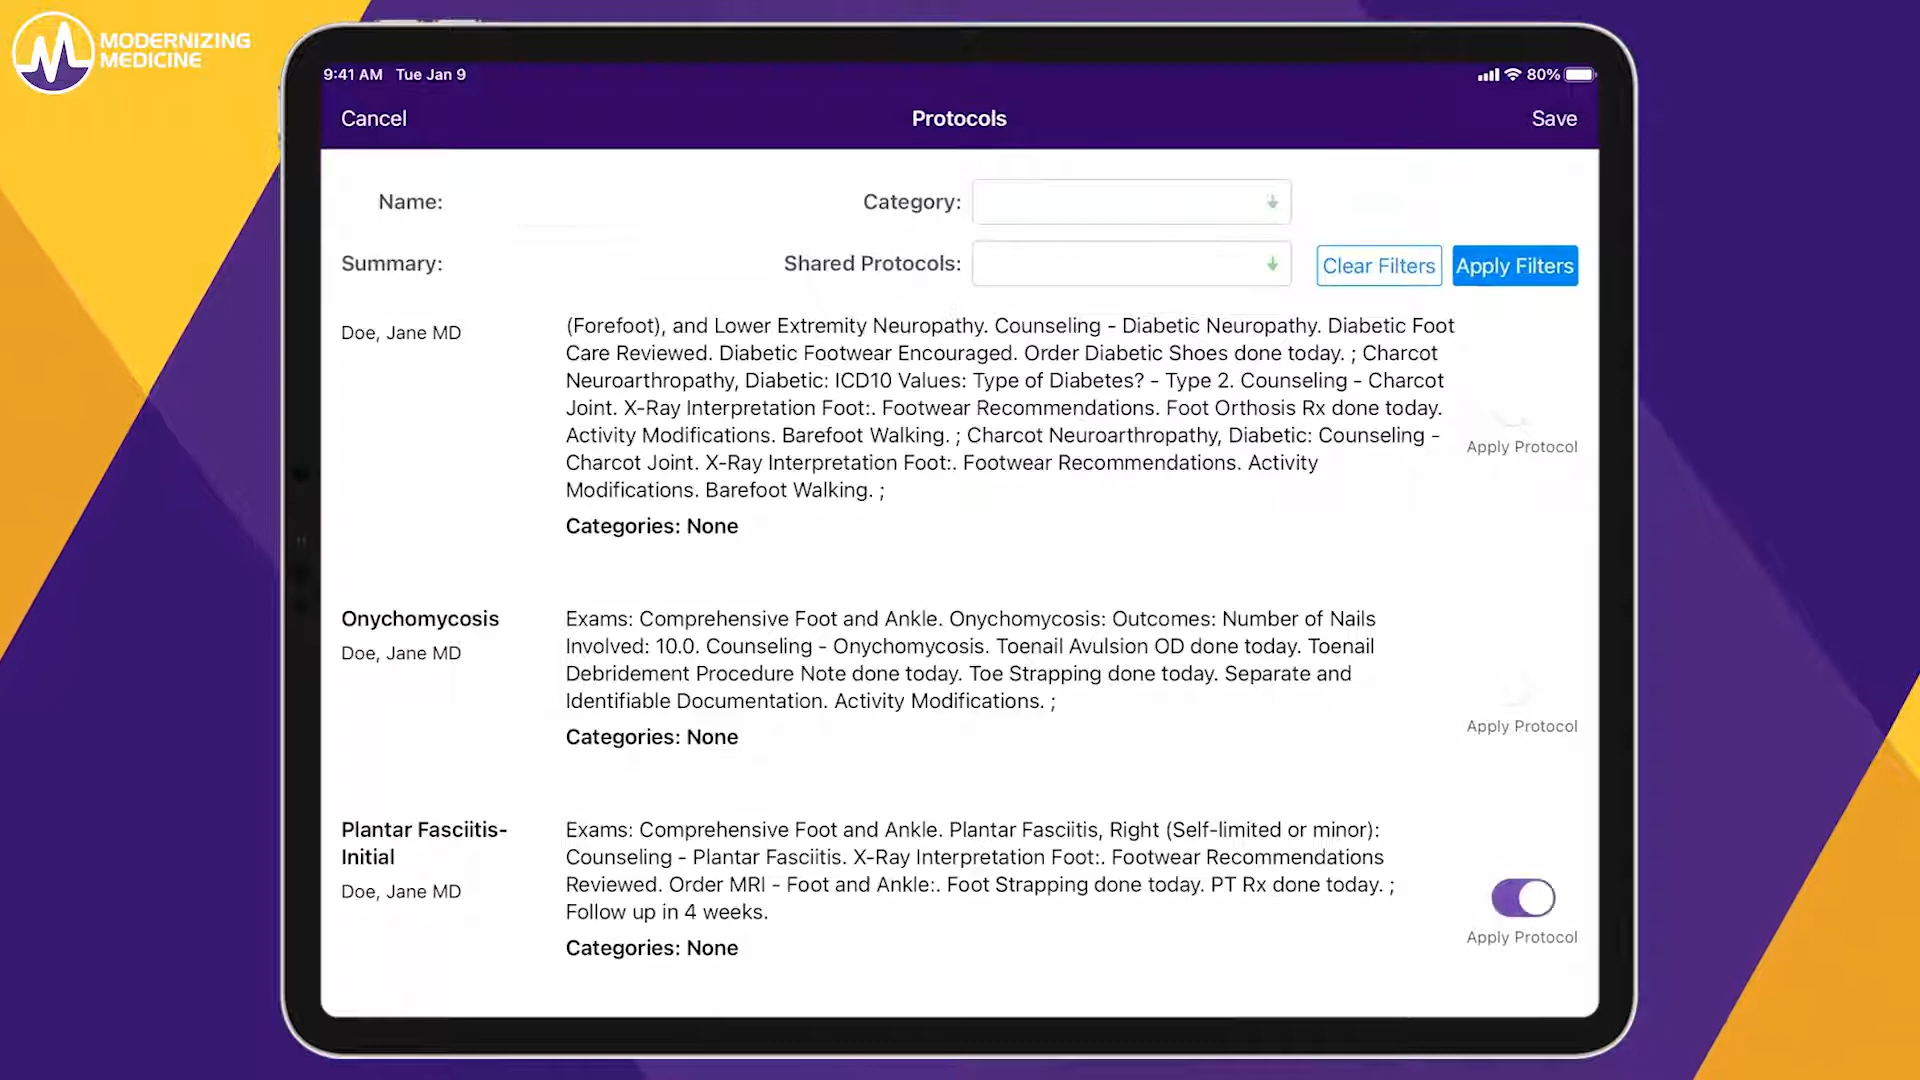 MODERNIZING
MEDICINE
9:41 AM Tue Jan 9
80%
Cancel
Protocols
Save
Name:
Category:
Summary:
Shared Protocols:
Clear Filters
Apply Filters
Doe, Jane MD
(Forefoot), and Lower Extremity Neuropathy. Counseling - Diabetic Neuropathy. Diabetic Foot
Care Reviewed. Diabetic Footwear Encouraged. Order Diabetic Shoes done today. ; Charcot
Neuroarthropathy, Diabetic: ICD10 Values: Type of Diabetes? - Type 2. Counseling - Charcot
Joint. X-Ray Interpretation Foot:. Footwear Recommendations. Foot Orthosis Rx done today.
Activity Modifications. Barefoot Walking. ; Charcot Neuroarthropathy, Diabetic: Counseling -
Charcot Joint. X-Ray Interpretation Foot:. Footwear Recommendations. Activity
Modifications. Barefoot Walking. ;
Categories: None
Apply Protocol
Onychomycosis
Doe, Jane MD
Exams: Comprehensive Foot and Ankle. Onychomycosis: Outcomes: Number of Nails
Involved: 10.0. Counseling - Onychomycosis. Toenail Avulsion OD done today. Toenail
Debridement Procedure Note done today. Toe Strapping done today. Separate and
Identifiable Documentation. Activity Modifications. ;
Categories: None
Apply Protocol
Plantar Fasciitis-
Initial
Doe, Jane MD
Exams: Comprehensive Foot and Ankle. Plantar Fasciitis, Right (Self-limited or minor):
Counseling - Plantar Fasciitis. X-Ray Interpretation Foot:. Footwear Recommendations
Reviewed. Order MRI - Foot and Ankle:. Foot Strapping done today. PT Rx done today. ;
Follow up in 4 weeks.
Categories: None
Apply Protocol